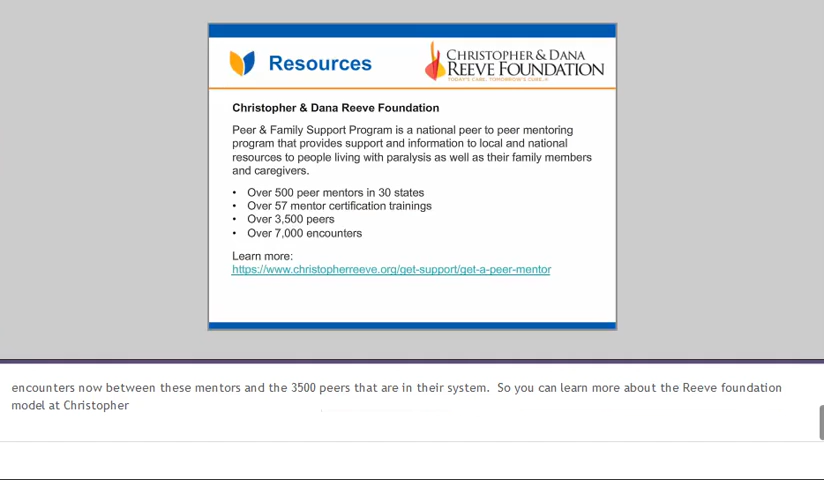 Resources
CHRISTOPHER & DANA
REEVE FOUNDATION
TODAY'S CARE. TOMORROW'S CURE.®
Christopher & Dana Reeve Foundation
Peer & Family Support Program is a national peer to peer mentoring
program that provides support and information to local and national
resources to people living with paralysis as well as their family members
and caregivers.
• Over 500 peer mentors in 30 states
• Over 57 mentor certification trainings
• Over 3,500 peers
• Over 7,000 encounters
Learn more:
https://www.christopherreeve.org/get-support/get-a-peer-mentor
encounters now between these mentors and the 3500 peers that are in their system.  So you can learn more about the Reeve foundation
model at Christopher